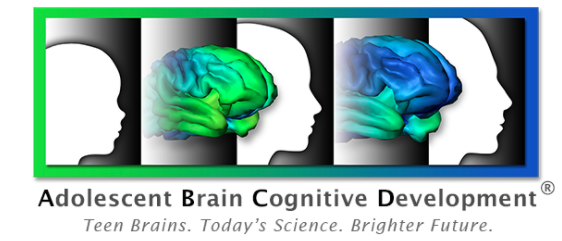 Adolescent Brain Cognitive Development®
Teen Brains. Today's Science. Brighter Future.